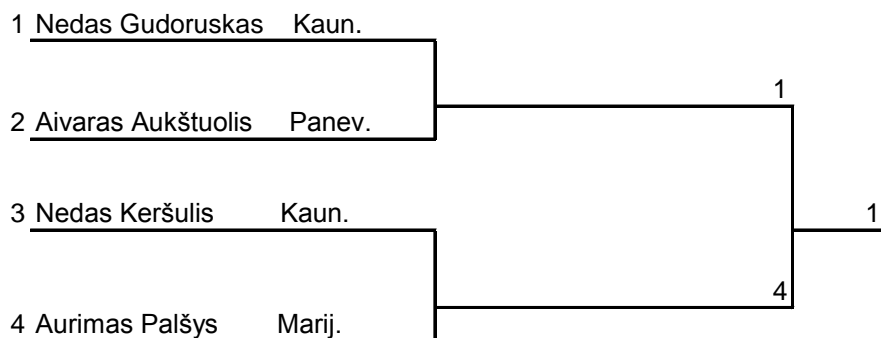 1 Nedas Gudoruskas Kaun.
1
2 Aivaras Aukštuolis Panev.
3 Nedas Keršulis Kaun.
1
4
4 Aurimas Palšys Marij.